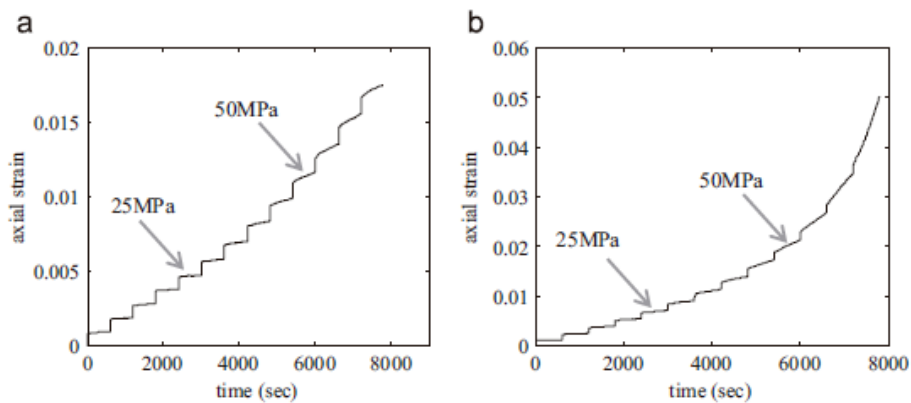 a
0.02
0.015
0.01
0.005
0
axial strain
50MPa
25MPa
0 2000 4000 6000 8000
time (sec)
b
0.06
0.05
0.04
0.03
0.02
0.01
0
axial strain
50MPa
25MPa
0 2000 4000 6000 8000
time (sec)